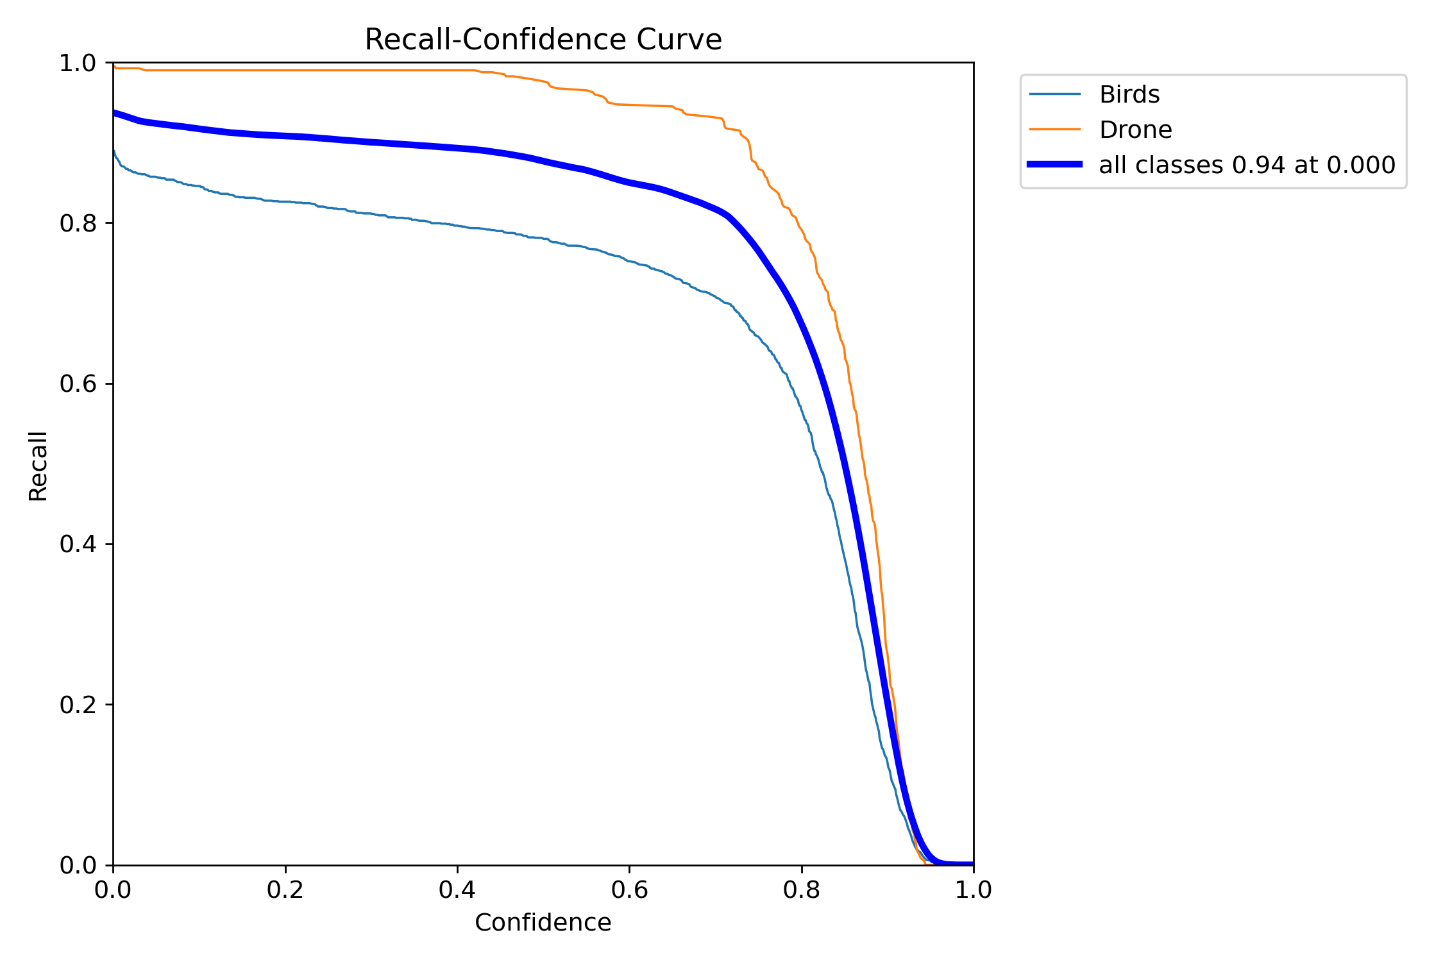 Recall-Confidence Curve
1.0
0.8
0.6
0.4
0.2
0.0
Recall
0.0 0.2 0.4 0.6 0.8 1.0
Confidence
Birds
Drone
all classes 0.94 at 0.000